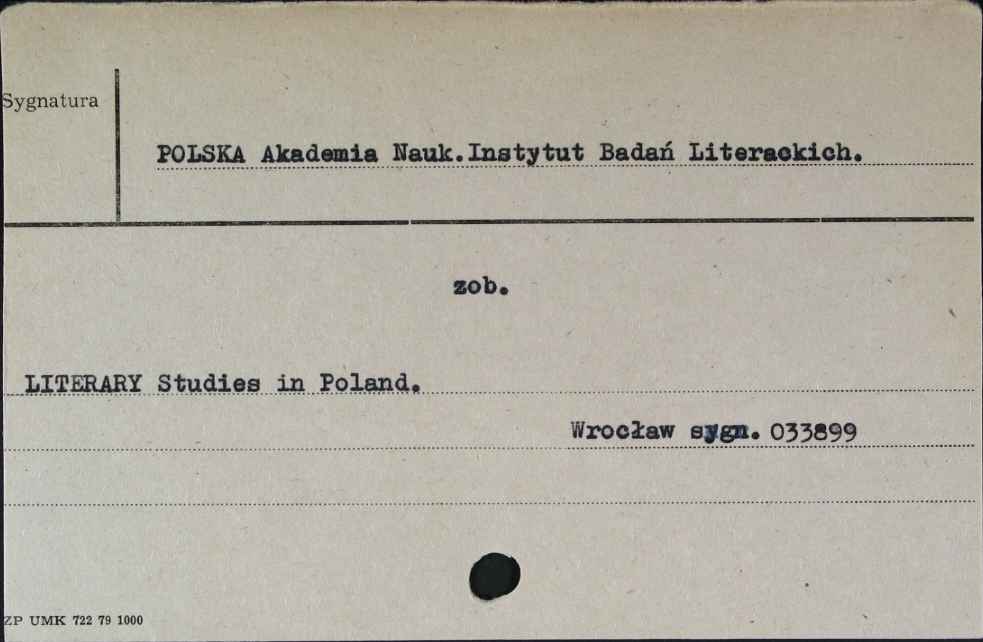 Sygnatura
POLSKA Akademia Nauk.Instytut Badań Literackich.
zob.
LITERARY Studies in Poland.
Wrocław sygn. 033899
ZP UMK 722 79 1000